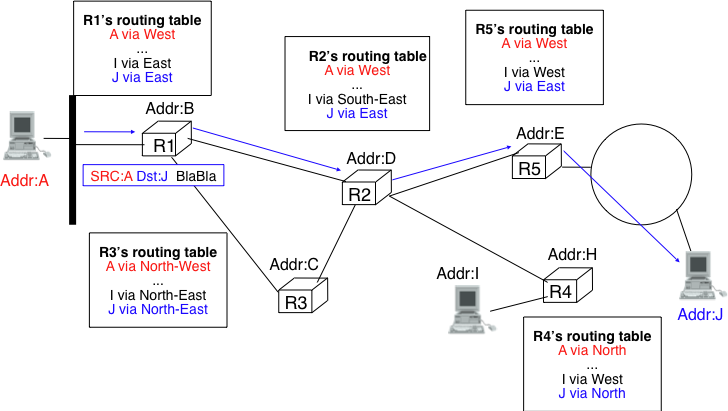 R1's routing table
A via West
...
I via East
J via East
R2's routing table
A via West
...
I via South-East
J via East
R5's routing table
A via West
...
I via West
J via East
Addr:B
R1
Addr:A
SRC:A Dst:J BlaBla
Addr:D
R2
Addr:E
R5
R3's routing table
A via North-West
...
I via North-East
J via North-East
Addr:C
R3
Addr:I
Addr:H
R4
Addr:J
R4's routing table
A via North
...
I via West
J via North